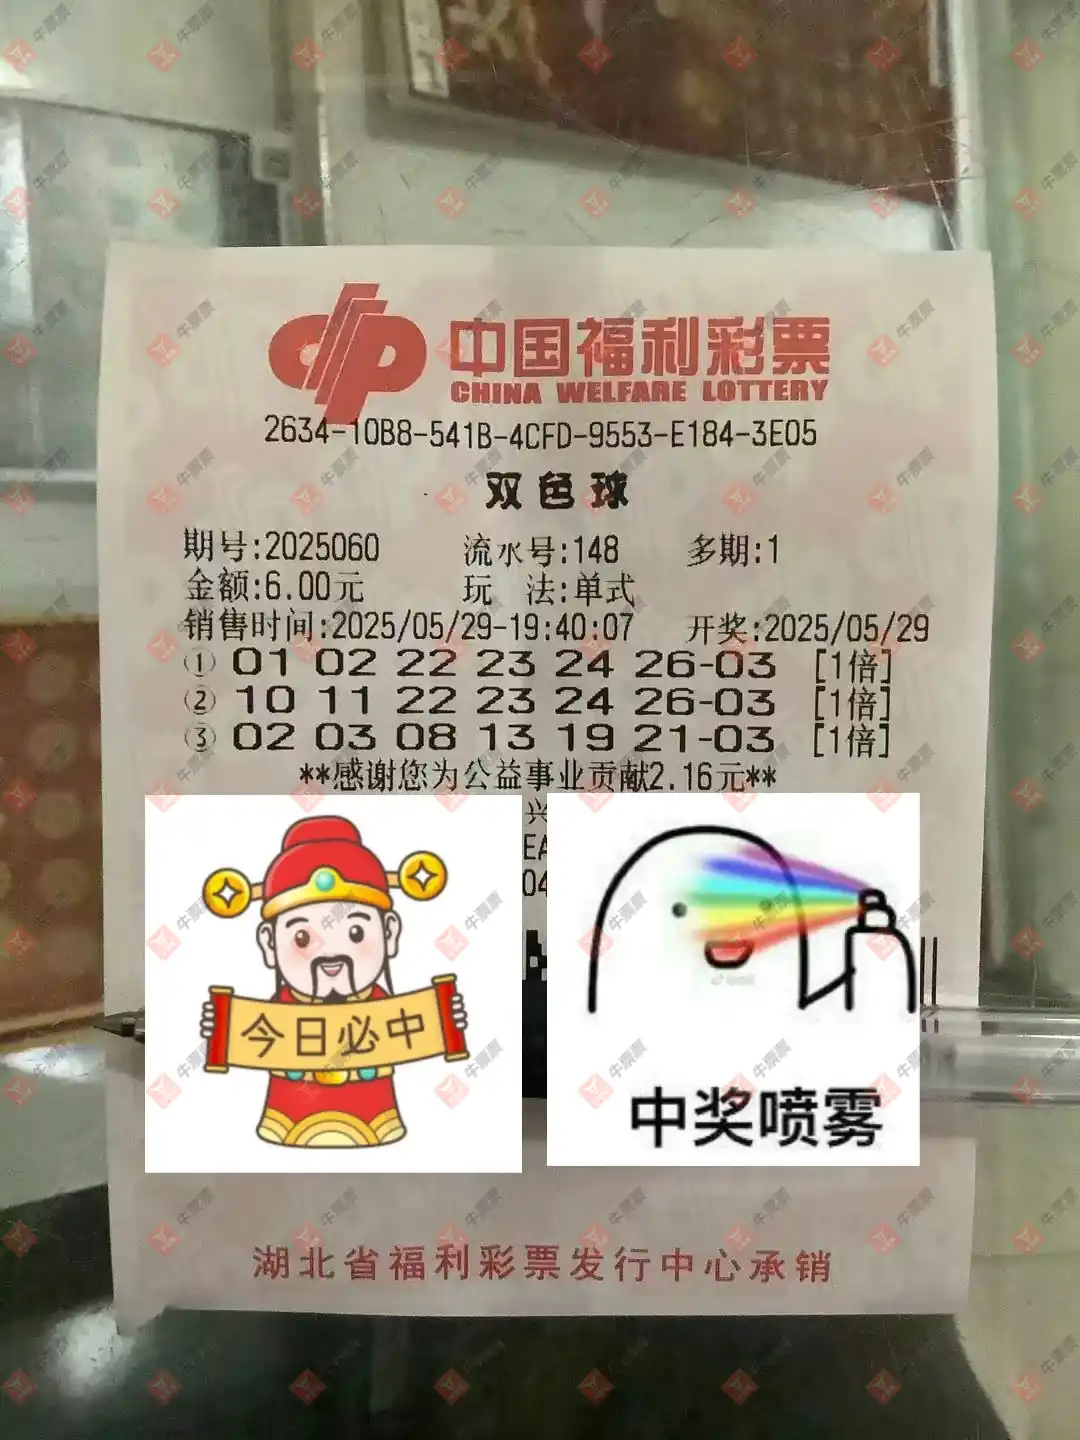 中国福利彩票
CHINA WELFARE LOTTERY
2634-10B8-541B-4CFD-9553-E184-3E05
双色球
期号:2025060 流水号:148 多期:1
金额:6.00元 玩 法:单式
销售时间:2025/05/29-19:40:07 开奖:2025/05/29
① 01 02 22 23 24 26-03 [1倍]
② 10 11 22 23 24 26-03 [1倍]
③ 02 03 08 13 19 21-03 [1倍]
**感谢您为公益事业贡献2.16元**
兴
EA
04
今日必中
中奖喷雾
湖北省福利彩票发行中心承销
牛票票